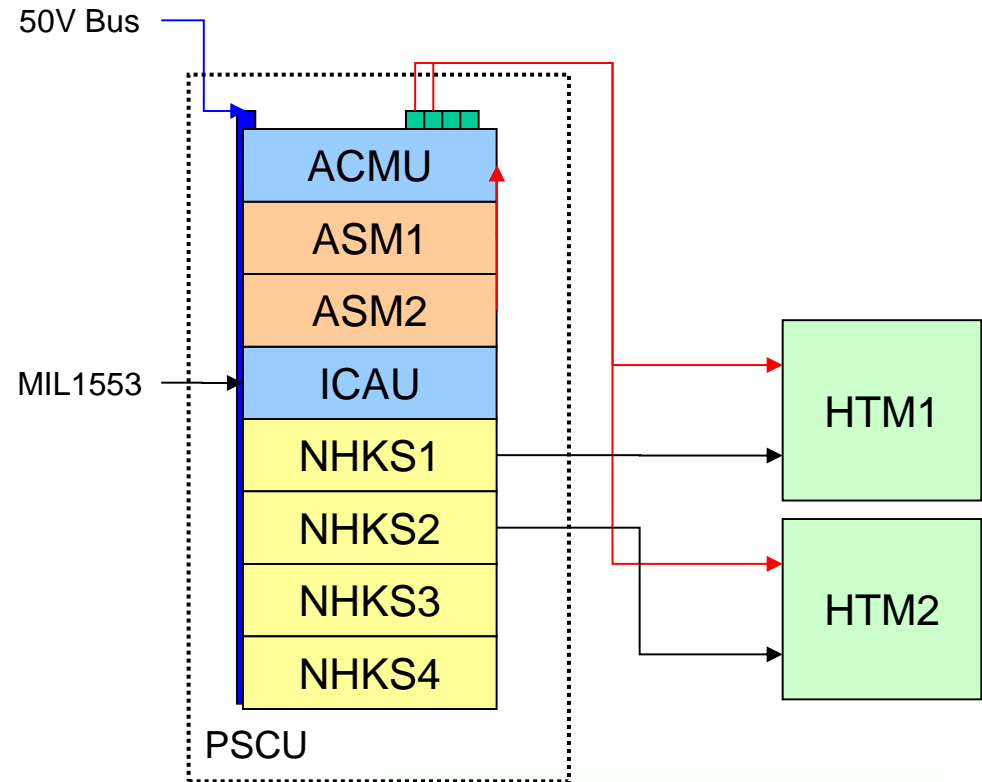 50V Bus
ACMU
ASM1
ASM2
MIL1553
ICAU
HTM1
NHKS1
NHKS2
NHKS3
HTM2
NHKS4
PSCU